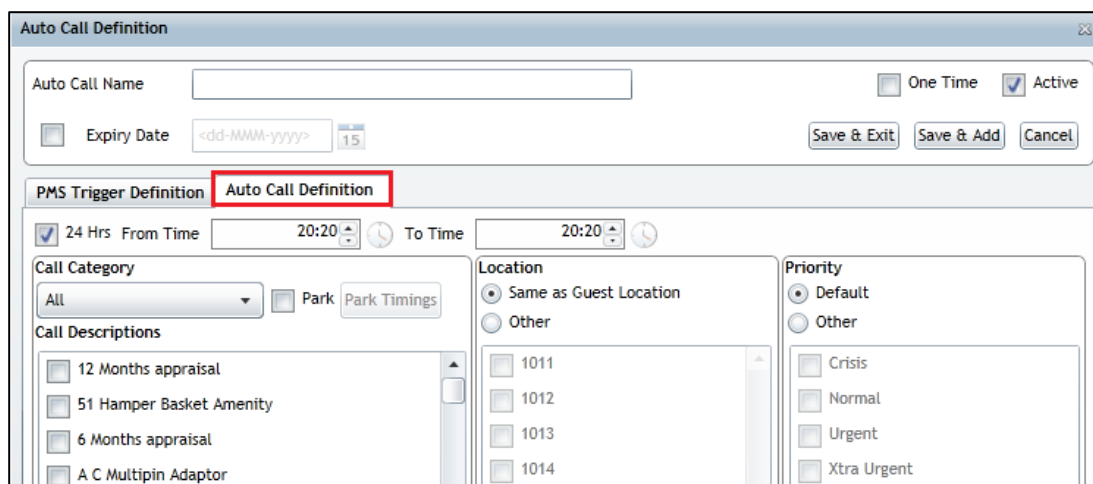 Auto Call Definition
Auto Call Name
One Time
Active
Expiry Date
<dd-MMM-yyyy>
15
Save & Exit
Save & Add
Cancel
PMS Trigger Definition
Auto Call Definition
24 Hrs From Time
20:20
To Time
20:20
Call Category
All
Park
Park Timings
Call Descriptions
12 Months appraisal
51 Hamper Basket Amenity
6 Months appraisal
A C Multipin Adaptor
Location
Same as Guest Location
Other
1011
1012
1013
1014
Priority
Default
Other
Crisis
Normal
Urgent
Xtra Urgent